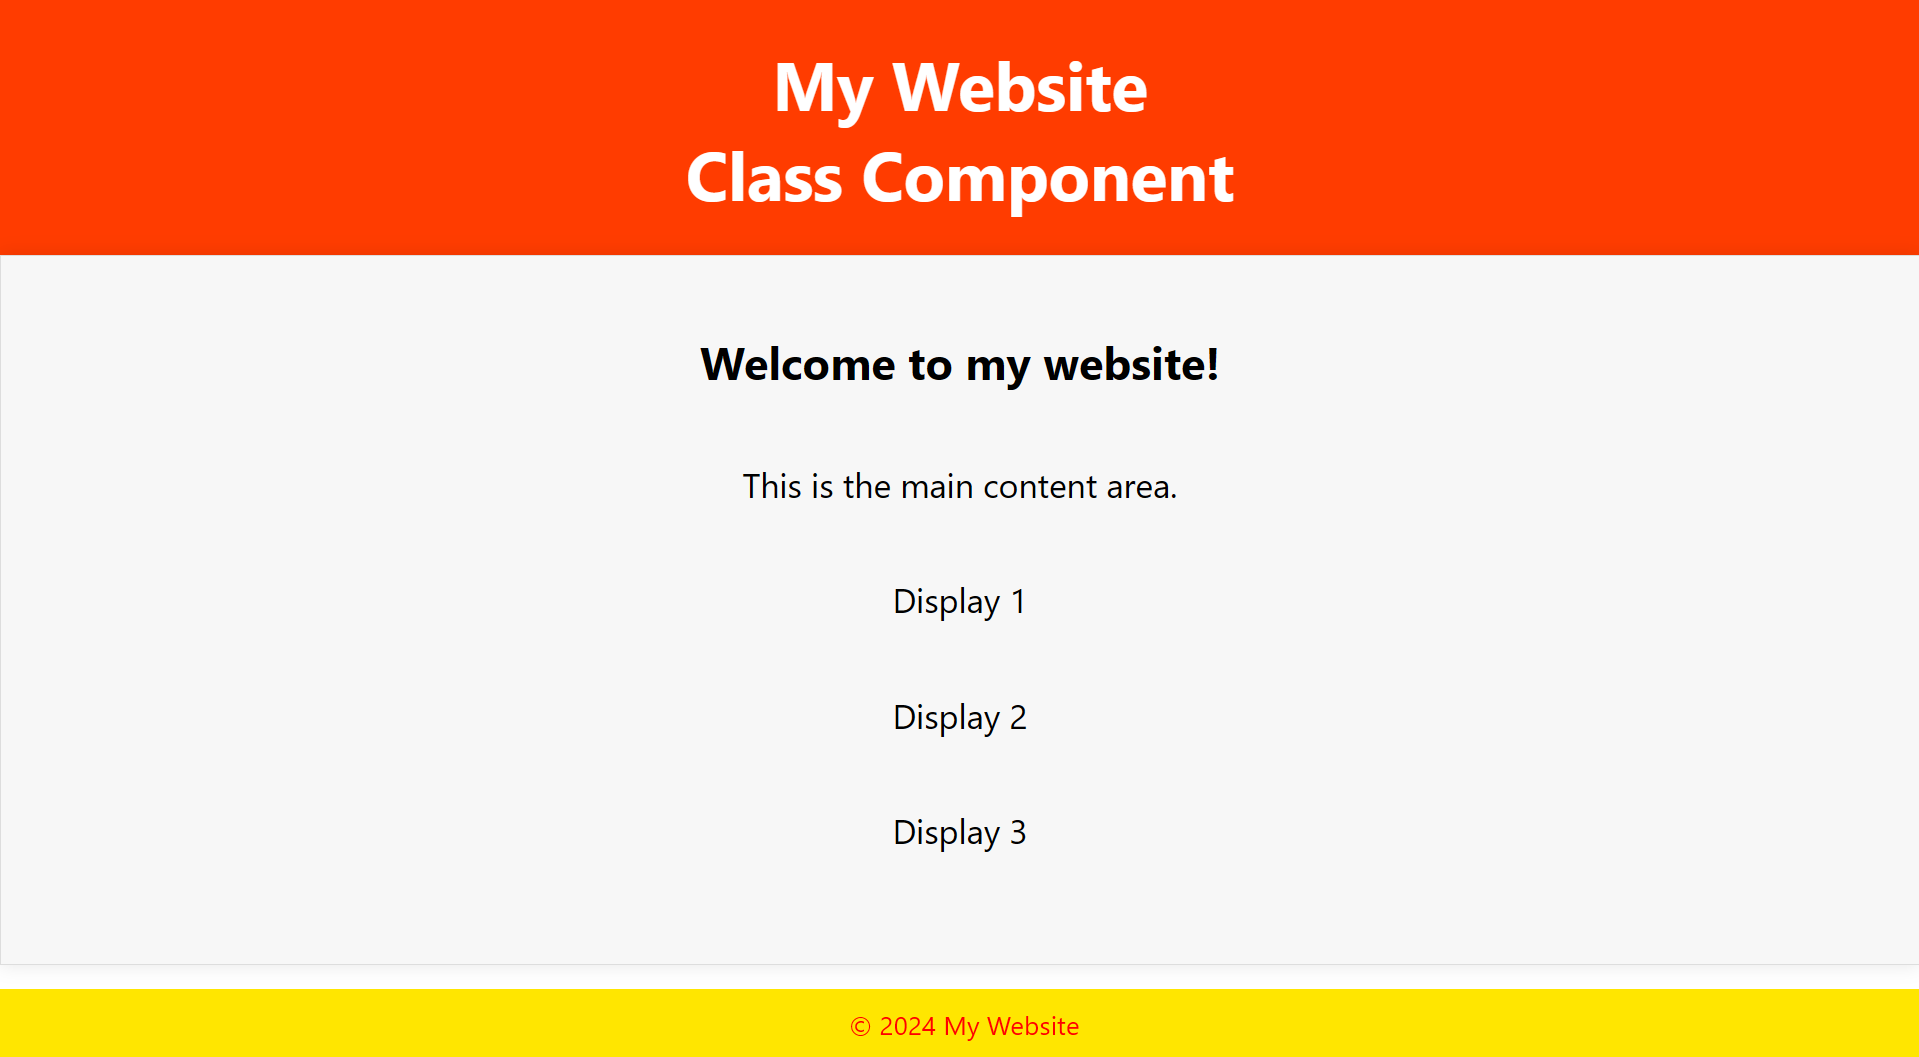 My Website
Class Component
Welcome to my website!
This is the main content area.
Display 1
Display 2
Display 3
© 2024 My Website